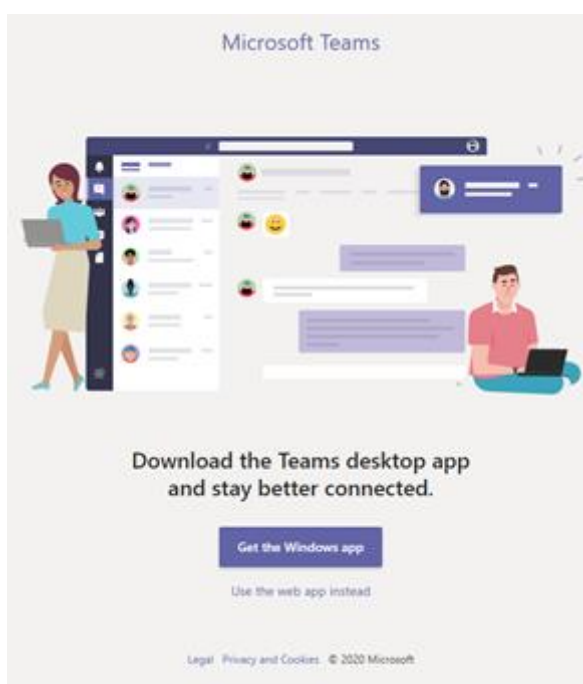 Microsoft Teams
Download the Teams desktop app
and stay better connected.
Get the Windows app
Use the web app instead
Legal Privacy and Cookies © 2020 Microsoft